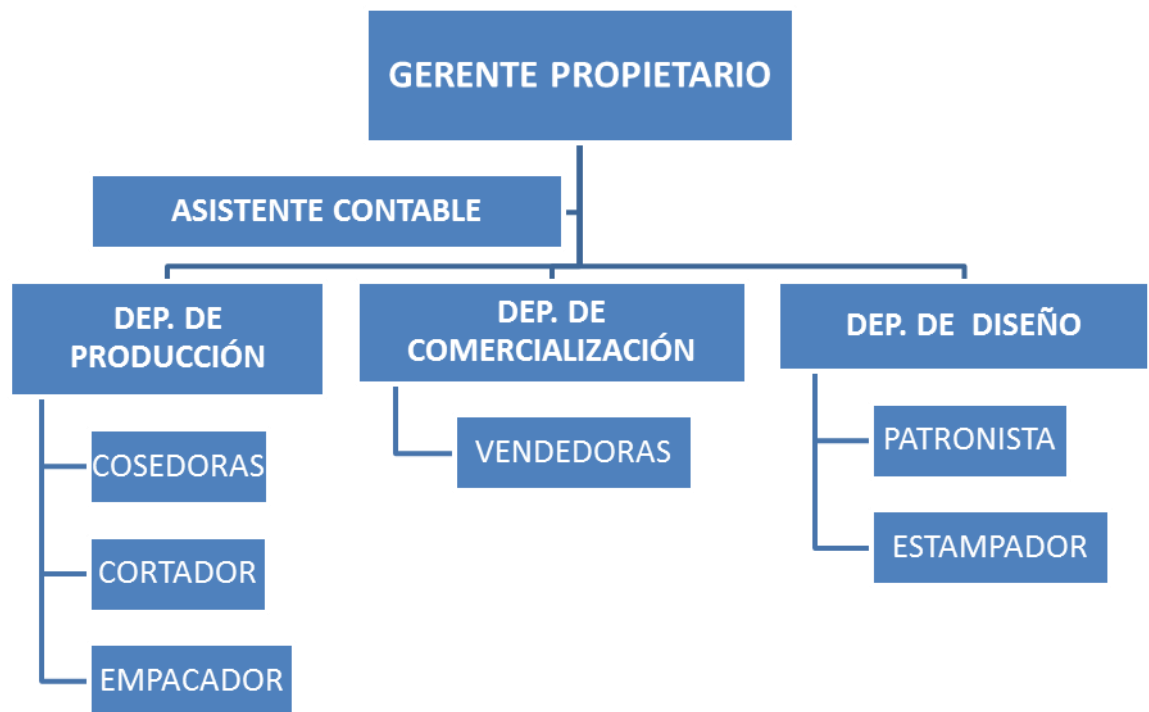 GERENTE PROPIETARIO
ASISTENTE CONTABLE
DEP. DE
PRODUCCIÓN
COSEDORAS
CORTADOR
EMPACADOR
DEP. DE
COMERCIALIZACIÓN
VENDEDORAS
DEP. DE DISEÑO
PATRONISTA
ESTAMPADOR